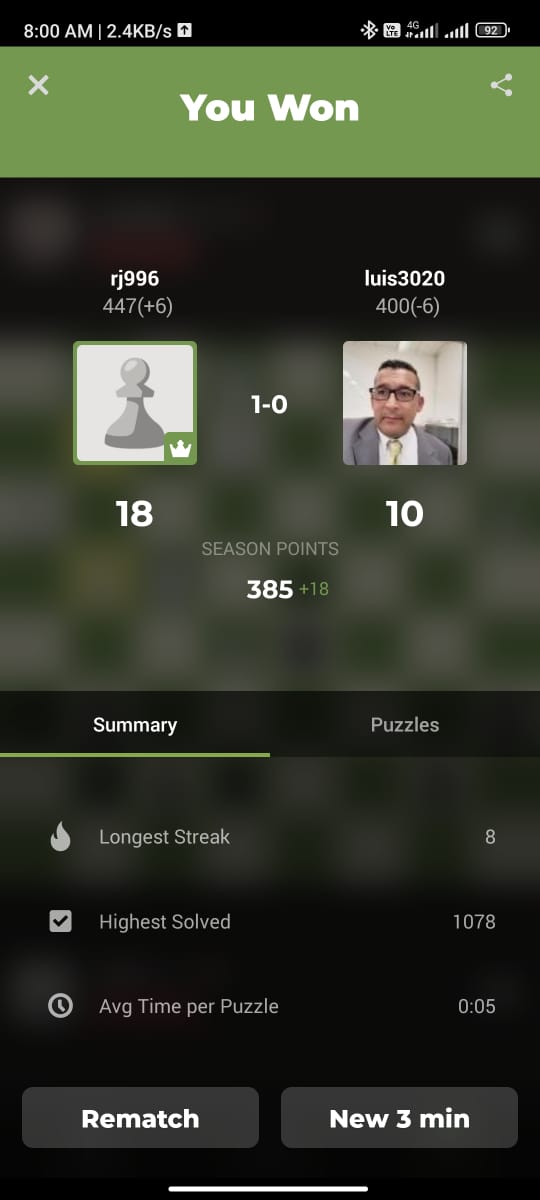 8:00 AM | 2.4KB/s
Vo LTE 4G 92
You Won
rj996
447(+6)
luis3020
400(-6)
1-0
18
10
SEASON POINTS
385 +18
Summary
Puzzles
Longest Streak 8
Highest Solved 1078
Avg Time per Puzzle 0:05
Rematch
New 3 min